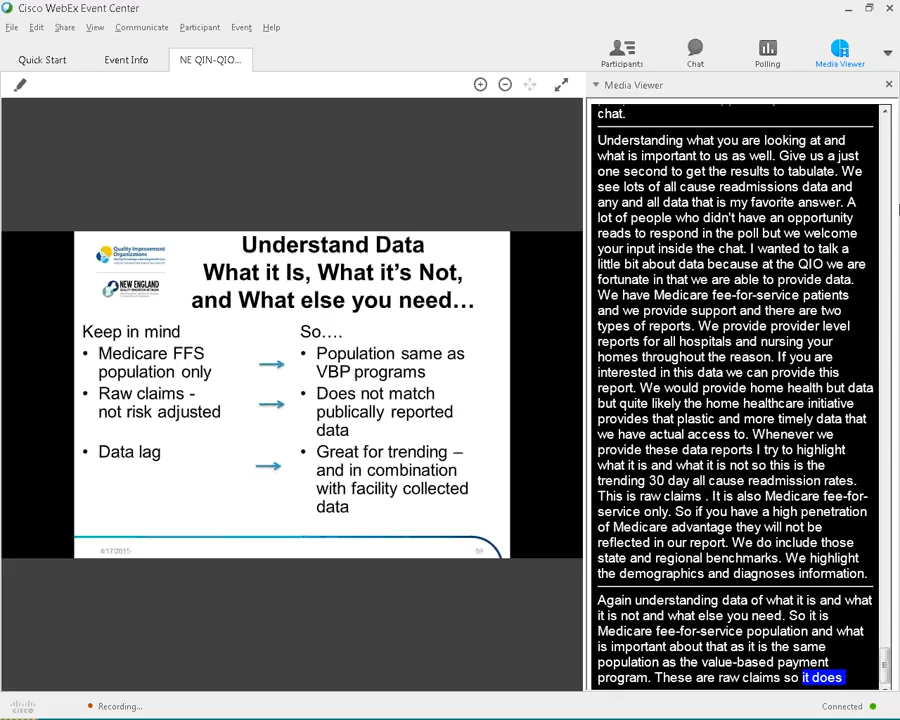 Cisco WebEx Event Center
File Edit Share View Communicate Participant Event Help
Quick Start Event Info NE QIN-QIO...
Participants Chat Polling Media Viewer
Media Viewer
Quality Improvement
Organizations
NEW ENGLAND
Understand Data
What it Is, What it's Not,
and What else you need…
Keep in mind
• Medicare FFS
population only
• Raw claims -
not risk adjusted
• Data lag
So….
• Population same as
VBP programs
• Does not match
publically reported
data
• Great for trending –
and in combination
with facility collected
data
4/17/2015
59
chat.
Understanding what you are looking at and
what is important to us as well. Give us a just
one second to get the results to tabulate. We
see lots of all cause readmissions data and
any and all data that is my favorite answer. A
lot of people who didn't have an opportunity
reads to respond in the poll but we welcome
your input inside the chat. I wanted to talk a
little bit about data because at the QIO we are
fortunate in that we are able to provide data.
We have Medicare fee-for-service patients
and we provide support and there are two
types of reports. We provide provider level
reports for all hospitals and nursing your
homes throughout the reason. If you are
interested in this data we can provide this
report. We would provide home health but data
but quite likely the home healthcare initiative
provides that plastic and more timely data that
we have actual access to. Whenever we
provide these data reports I try to highlight
what it is and what it is not so this is the
trending 30 day all cause readmission rates.
This is raw claims . It is also Medicare fee-for-
service only. So if you have a high penetration
of Medicare advantage they will not be
reflected in our report. We do include those
state and regional benchmarks. We highlight
the demographics and diagnoses information.
Again understanding data of what it is and what
it is not and what else you need. So it is
Medicare fee-for-service population and what
is important about that as it is the same
population as the value-based payment
program. These are raw claims so it does
CISCO
Recording...
Connected